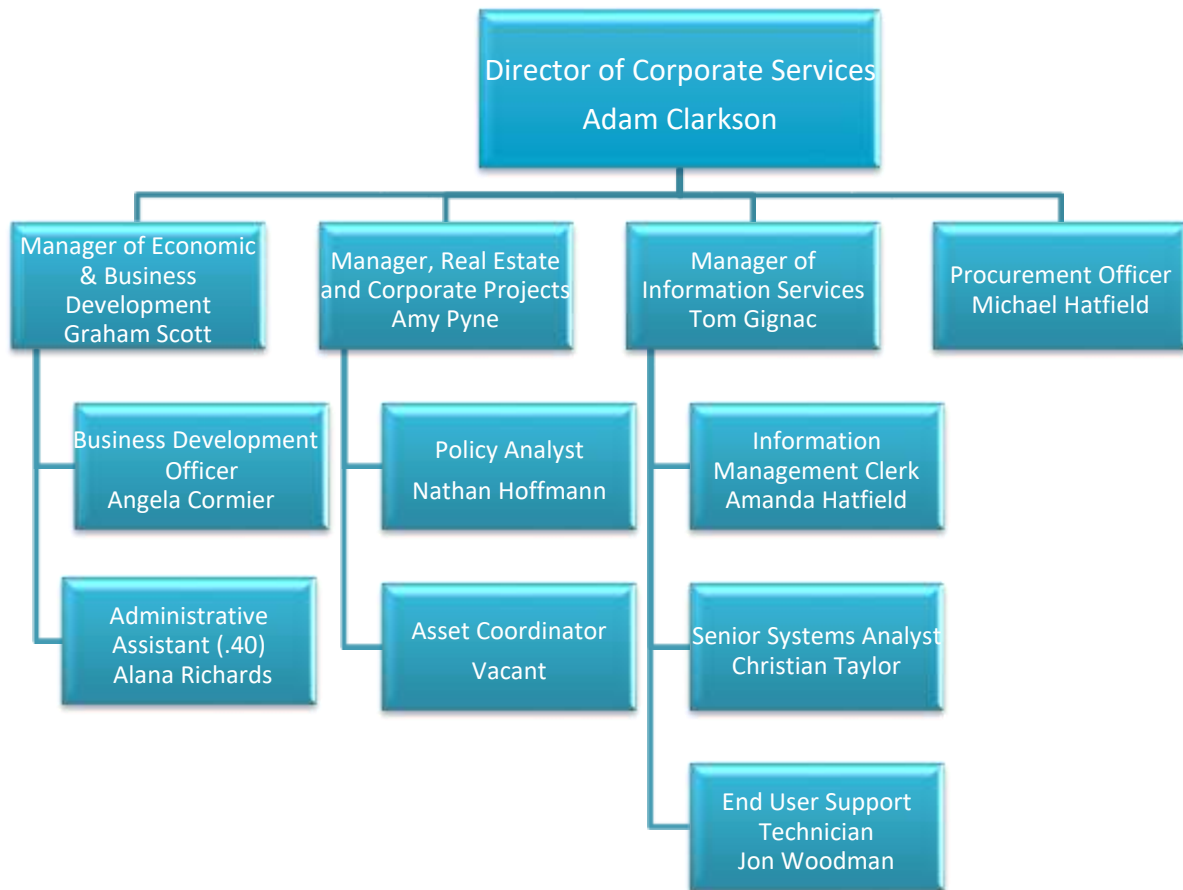 Director of Corporate Services
Adam Clarkson
Manager of Economic
& Business
Development
Graham Scott
Manager, Real Estate
and Corporate Projects
Amy Pyne
Manager of
Information Services
Tom Gignac
Procurement Officer
Michael Hatfield
Business Development
Officer
Angela Cormier
Policy Analyst
Nathan Hoffmann
Information
Management Clerk
Amanda Hatfield
Administrative
Assistant (.40)
Alana Richards
Asset Coordinator
Vacant
Senior Systems Analyst
Christian Taylor
End User Support
Technician
Jon Woodman